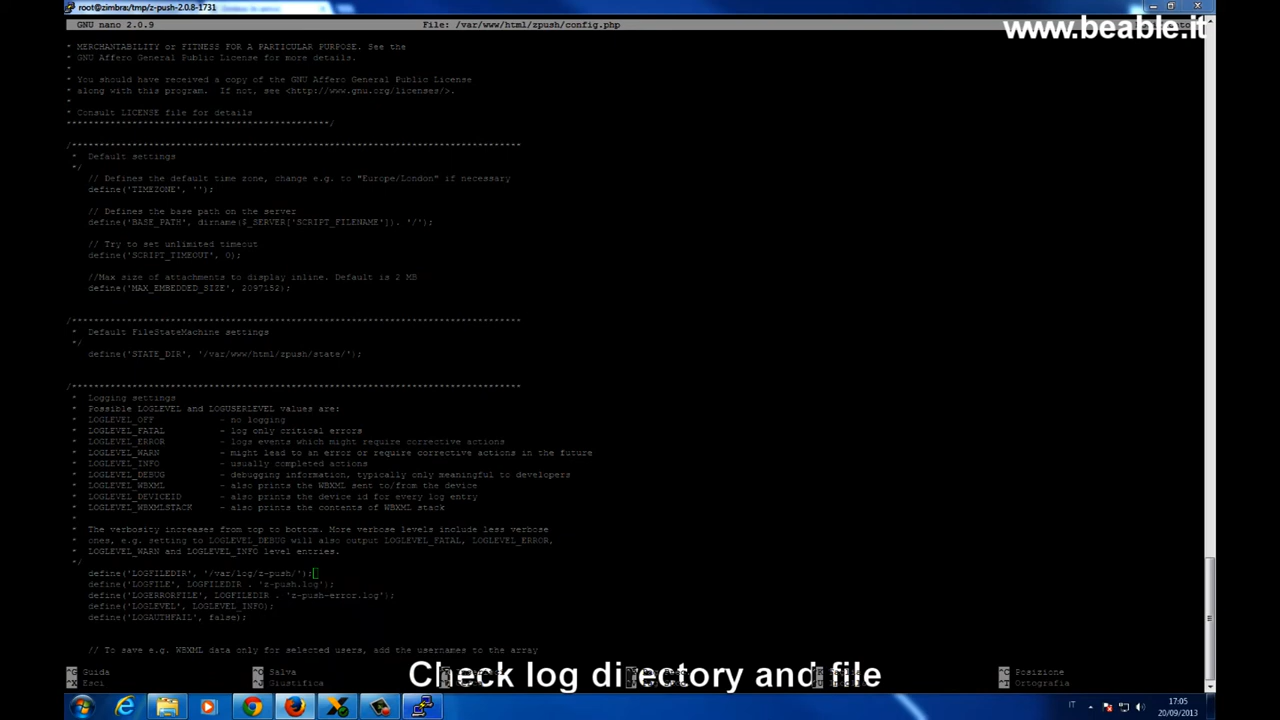 root@zimbra:/tmp/z-push-2.0.8-1731
GNU nano 2.0.9 File: /var/www/html/zpush/config.php
www.beable.it
* MERCHANTABILITY or FITNESS FOR A PARTICULAR PURPOSE. See the
* GNU Affero General Public License for more details.
*
* You should have received a copy of the GNU Affero General Public License
* along with this program. If not, see <http://www.gnu.org/licenses/>.
*
* Consult LICENSE file for details
************************************************/
/**********************************************************************************
* Default settings
*/
// Defines the default time zone, change e.g. to "Europe/London" if necessary
define('TIMEZONE', '');
// Defines the base path on the server
define('BASE_PATH', dirname($_SERVER['SCRIPT_FILENAME']). '/');
// Try to set unlimited timeout
define('SCRIPT_TIMEOUT', 0);
//Max size of attachments to display inline. Default is 2 MB
define('MAX_EMBEDDED_SIZE', 2097152);
/**********************************************************************************
* Default FileStateMachine settings
*/
define('STATE_DIR', '/var/www/html/zpush/state/');
/**********************************************************************************
* Logging settings
* Possible LOGLEVEL and LOGUSERLEVEL values are:
* LOGLEVEL_OFF - no logging
* LOGLEVEL_FATAL - log only critical errors
* LOGLEVEL_ERROR - logs events which might require corrective actions
* LOGLEVEL_WARN - might lead to an error or require corrective actions in the future
* LOGLEVEL_INFO - usually completed actions
* LOGLEVEL_DEBUG - debugging information, typically only meaningful to developers
* LOGLEVEL_WBXML - also prints the WBXML sent to/from the device
* LOGLEVEL_DEVICEID - also prints the device id for every log entry
* LOGLEVEL_WBXMLSTACK - also prints the contents of WBXML stack
*
* The verbosity increases from top to bottom. More verbose levels include less verbose
* ones, e.g. setting to LOGLEVEL_DEBUG will also output LOGLEVEL_FATAL, LOGLEVEL_ERROR,
* LOGLEVEL_WARN and LOGLEVEL_INFO level entries.
*/
define('LOGFILEDIR', '/var/log/z-push/');
define('LOGFILE', LOGFILEDIR . 'z-push.log');
define('LOGERRORFILE', LOGFILEDIR . 'z-push-error.log');
define('LOGLEVEL', LOGLEVEL_INFO);
define('LOGAUTHFAIL', false);
// To save e.g. WBXML data only for selected users, add the usernames to the array
^G Guida ^O Salva ^C Posizione
^X Esci ^J Giustifica ^T Ortografia
Check log directory and file
IT
17:05
20/09/2013